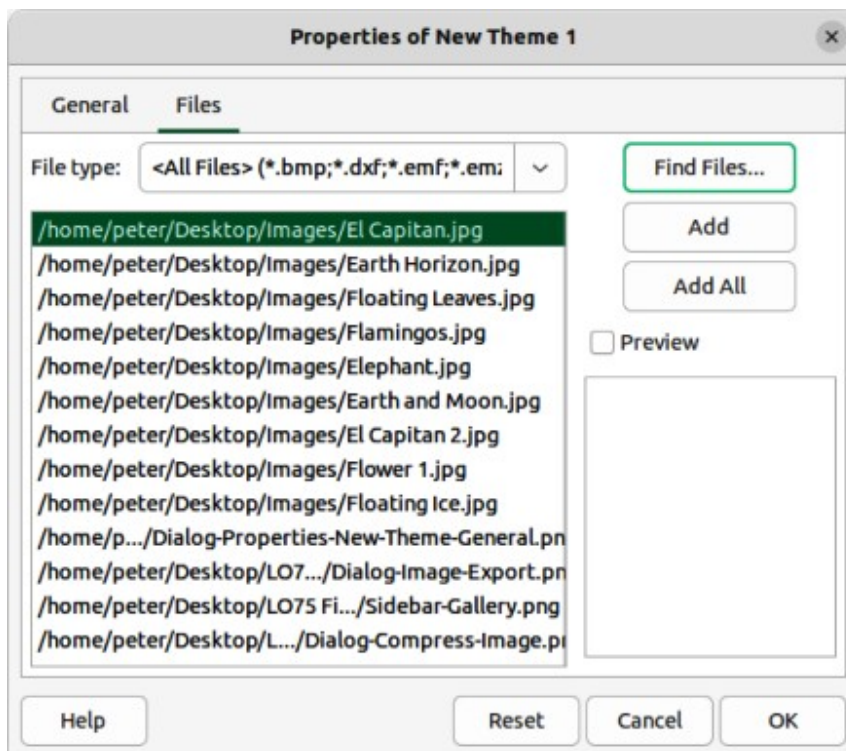 Properties of New Theme 1
General Files
File type: <All Files> (*.bmp;*.dxf;*.emf;*.emz Find Files...
/home/peter/Desktop/Images/El Capitan.jpg Add
/home/peter/Desktop/Images/Earth Horizon.jpg
/home/peter/Desktop/Images/Floating Leaves.jpg Add All
/home/peter/Desktop/Images/Flamingos.jpg Preview
/home/peter/Desktop/Images/Elephant.jpg
/home/peter/Desktop/Images/Earth and Moon.jpg
/home/peter/Desktop/Images/El Capitan 2.jpg
/home/peter/Desktop/Images/Flower 1.jpg
/home/peter/Desktop/Images/Floating Ice.jpg
/home/p.../Dialog-Properties-New-Theme-General.pn
/home/peter/Desktop/LO7.../Dialog-Image-Export.pn
/home/peter/Desktop/LO75 Fi.../Sidebar-Gallery.png
/home/peter/Desktop/L.../Dialog-Compress-Image.p
Help Reset Cancel OK